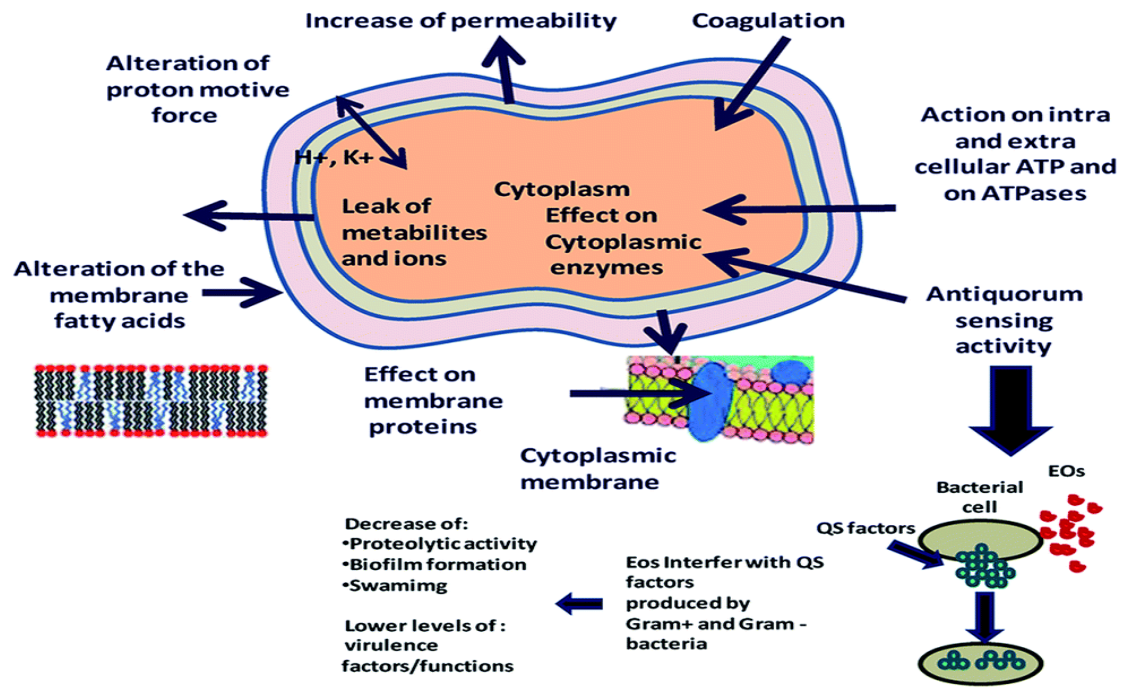 Increase of permeability
Coagulation
Alteration of
proton motive
force
H+, K+
Action on intra
and extra
cellular ATP and
on ATPases
Cytoplasm
Effect on
Cytoplasmic
enzymes
Leak of
metabilites
and ions
Alteration of the
membrane
fatty acids
Antiquorum
sensing
activity
Effect on
membrane
proteins
Cytoplasmic
membrane
EOs
Bacterial
cell
QS factors
Decrease of:
•Proteolytic activity
•Biofilm formation
•Swamimg
Lower levels of :
virulence
factors/functions
Eos Interfer with QS
factors
produced by
Gram+ and Gram -
bacteria